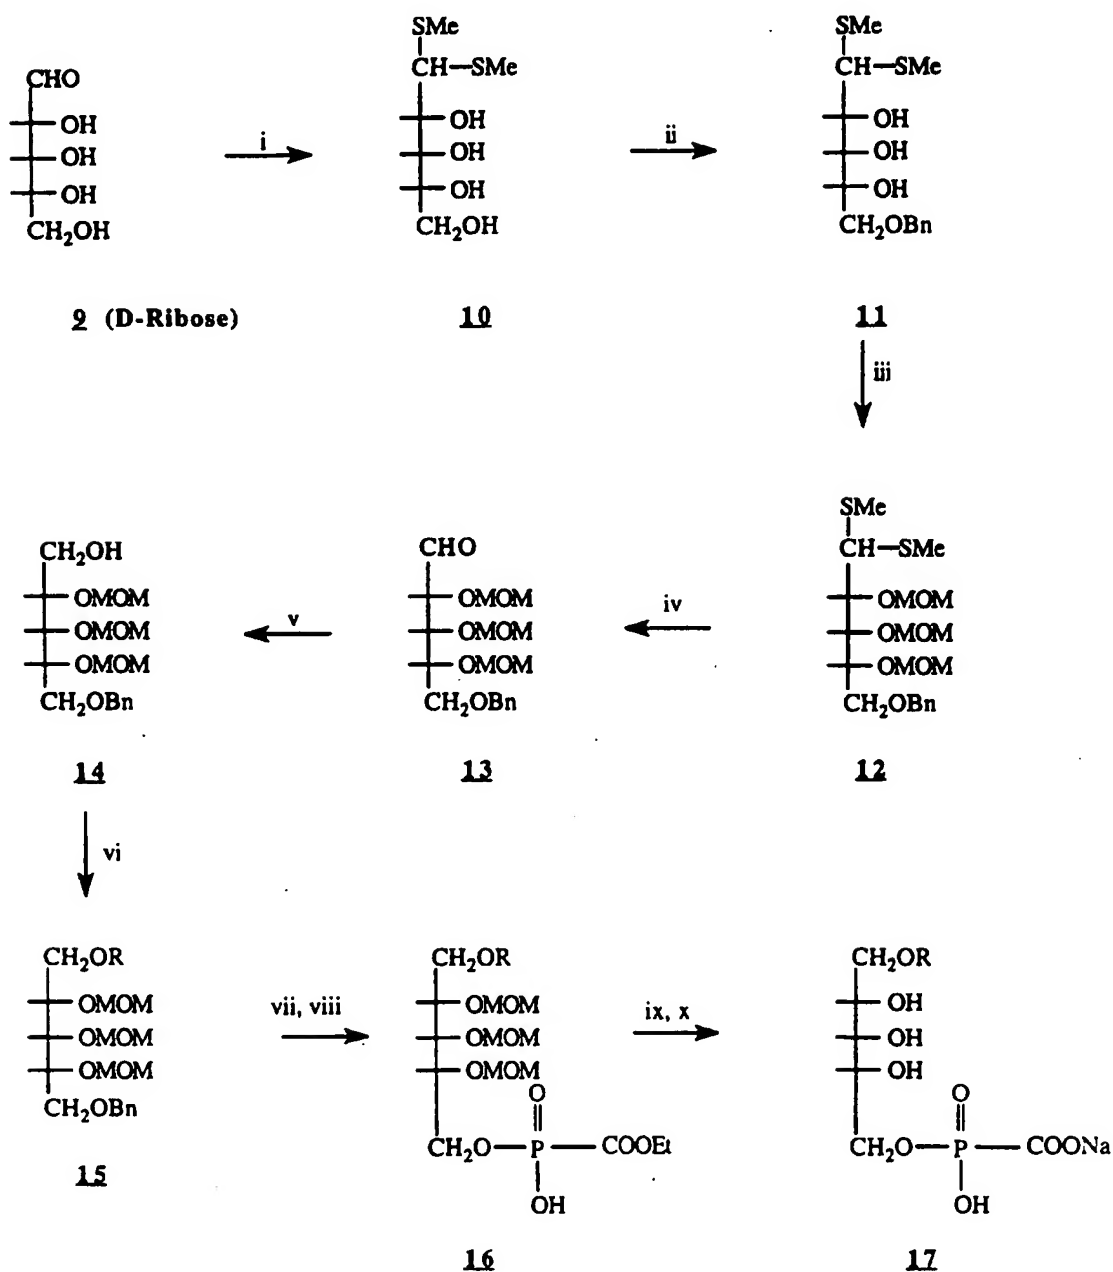 CHO
OH
OH
OH
CH₂OH
9 (D-Ribose)
i
SMe
CH—SMe
OH
OH
OH
CH₂OH
10
ii
SMe
CH—SMe
OH
OH
OH
CH₂OBn
11
iii
SMe
CH—SMe
OMOM
OMOM
OMOM
CH₂OBn
12
iv
CHO
OMOM
OMOM
OMOM
CH₂OBn
13
v
CH₂OH
OMOM
OMOM
OMOM
CH₂OBn
14
vi
CH₂OR
OMOM
OMOM
OMOM
CH₂OBn
15
vii, viii
CH₂OR
OMOM
OMOM
OMOM
O
CH₂O—P—COOEt
OH
16
ix, x
CH₂OR
OH
OH
OH
O
CH₂O—P—COONa
OH
17